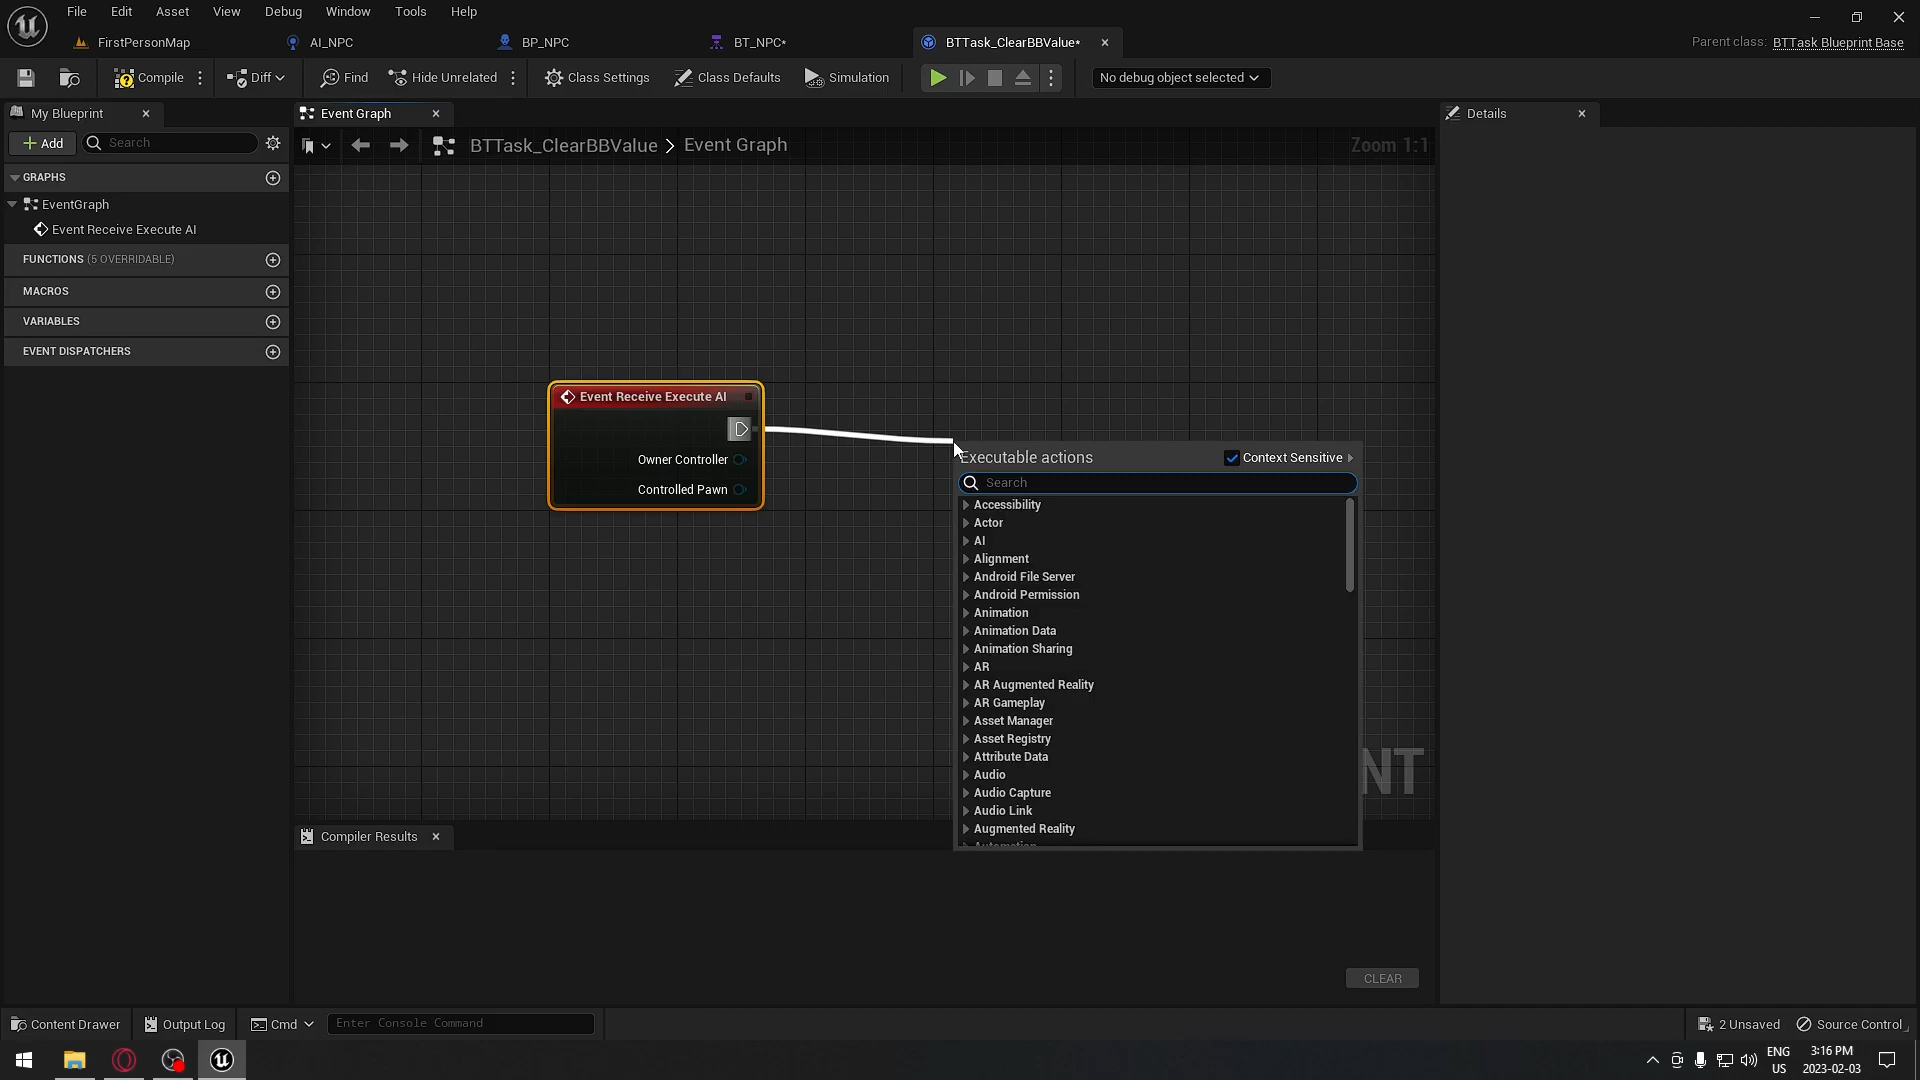 File Edit Asset View Debug Window Tools Help
FirstPersonMap AI_NPC BP_NPC BT_NPC* BTTask_ClearBBValue* Parent class: BTTask Blueprint Base
Compile Diff Find Hide Unrelated Class Settings Class Defaults Simulation No debug object selected
My Blueprint Event Graph Details
Add Search BTTask_ClearBBValue Event Graph Zoom 1:1
GRAPHS
EventGraph
Event Receive Execute AI
FUNCTIONS (5 OVERRIDABLE)
MACROS
VARIABLES
EVENT DISPATCHERS
Event Receive Execute AI
Owner Controller
Controlled Pawn
Executable actions Context Sensitive
Search
Accessibility
Actor
AI
Alignment
Android File Server
Android Permission
Animation
Animation Data
Animation Sharing
AR
AR Augmented Reality
AR Gameplay
Asset Manager
Asset Registry
Attribute Data
Audio
Audio Capture
Audio Link
Augmented Reality
Automation
NT
Compiler Results
CLEAR
Content Drawer Output Log Cmd Enter Console Command 2 Unsaved Source Control
ENG 3:16 PM
US 2023-02-03